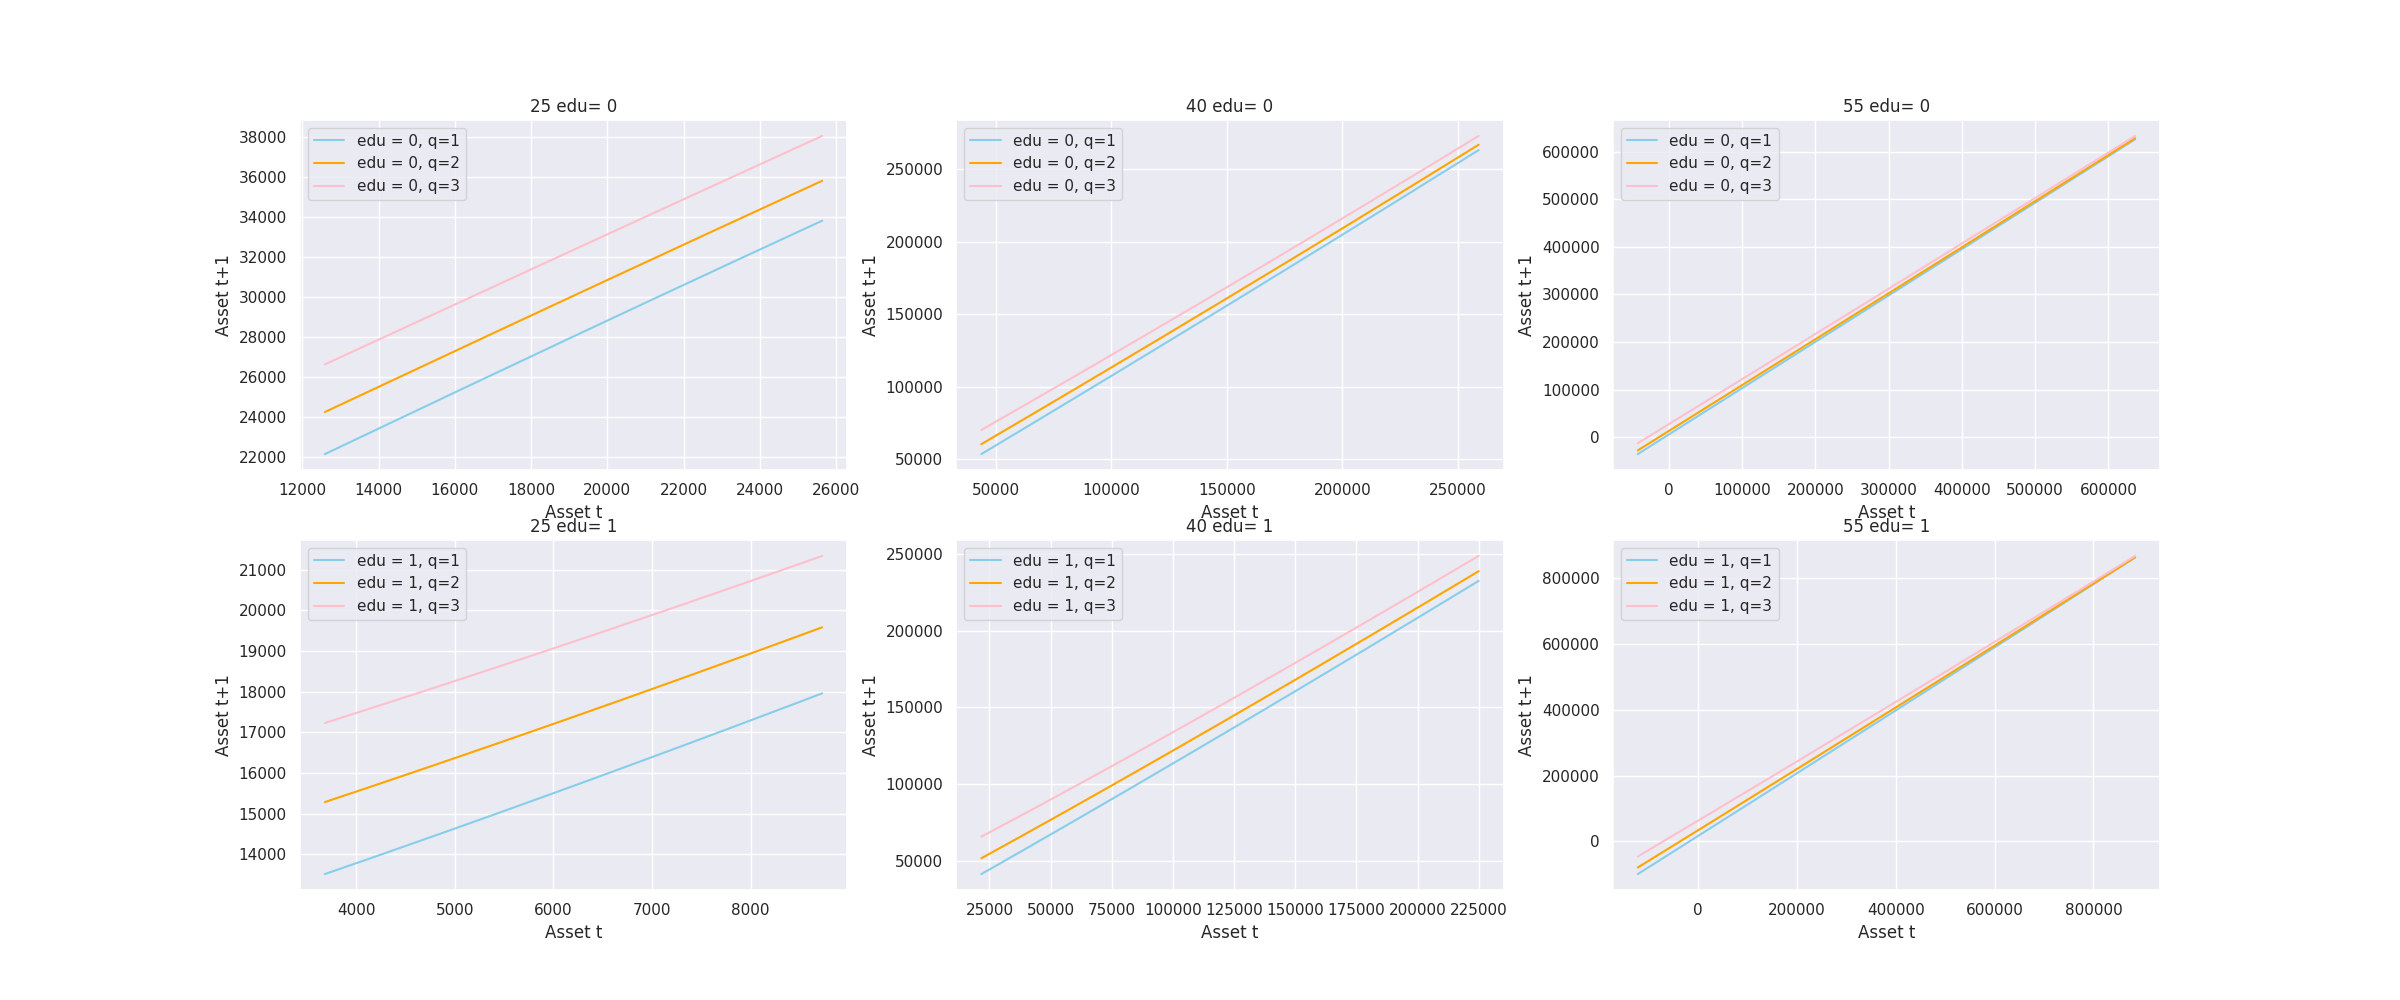 25 edu= 0
edu = 0, q=1
edu = 0, q=2
edu = 0, q=3
38000
36000
34000
32000
30000
28000
26000
24000
22000
Asset t+1
12000 14000 16000 18000 20000 22000 24000 26000
Asset t
40 edu= 0
edu = 0, q=1
edu = 0, q=2
edu = 0, q=3
250000
200000
150000
100000
50000
Asset t+1
50000 100000 150000 200000 250000
Asset t
55 edu= 0
edu = 0, q=1
edu = 0, q=2
edu = 0, q=3
600000
500000
400000
300000
200000
100000
0
Asset t+1
0 100000 200000 300000 400000 500000 600000
Asset t
25 edu= 1
edu = 1, q=1
edu = 1, q=2
edu = 1, q=3
21000
20000
19000
18000
17000
16000
15000
14000
Asset t+1
4000 5000 6000 7000 8000
Asset t
40 edu= 1
edu = 1, q=1
edu = 1, q=2
edu = 1, q=3
250000
200000
150000
100000
50000
Asset t+1
25000 50000 75000 100000 125000 150000 175000 200000 225000
Asset t
55 edu= 1
edu = 1, q=1
edu = 1, q=2
edu = 1, q=3
800000
600000
400000
200000
0
Asset t+1
0 200000 400000 600000 800000
Asset t